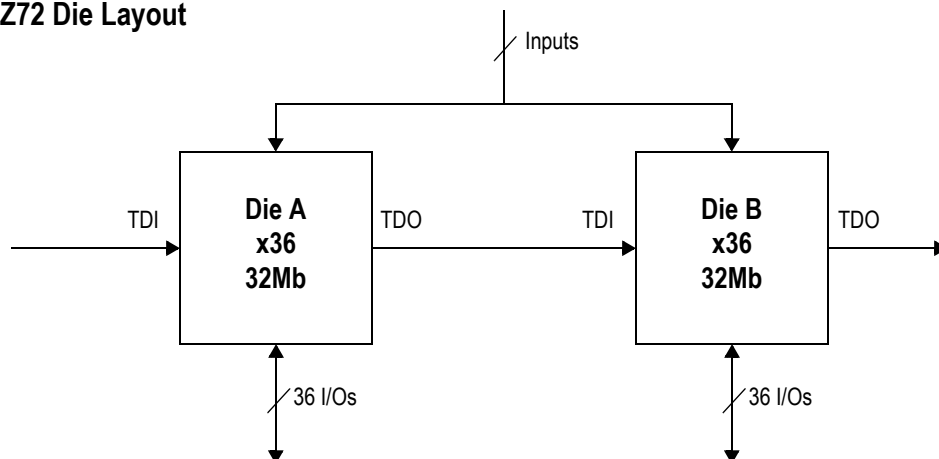 Z72 Die Layout
Inputs
TDI
Die A
x36
32Mb
TDO
TDI
Die B
x36
32Mb
TDO
36 I/Os
36 I/Os